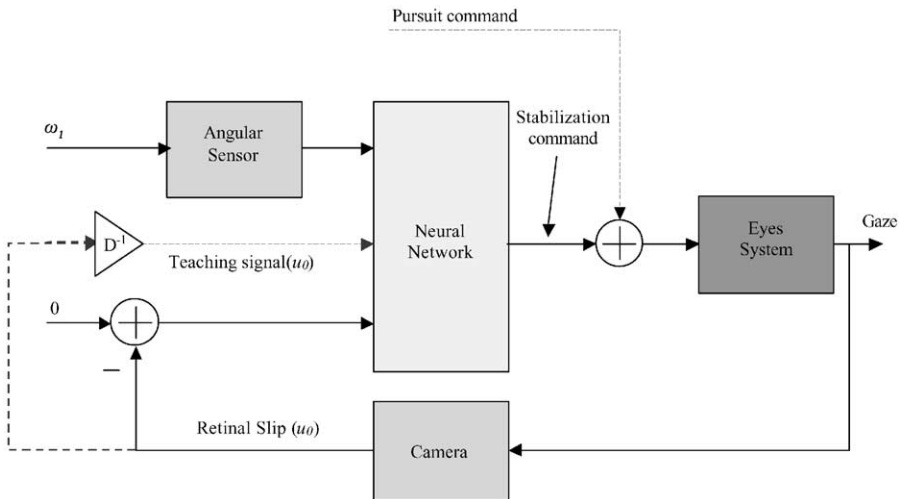 Pursuit command
ω₁
Angular
Sensor
Stabilization
command
D⁻¹
Teaching signal(u₀)
Neural
Network
Eyes
System
Gaze
0
+
−
+
Retinal Slip (u₀)
Camera